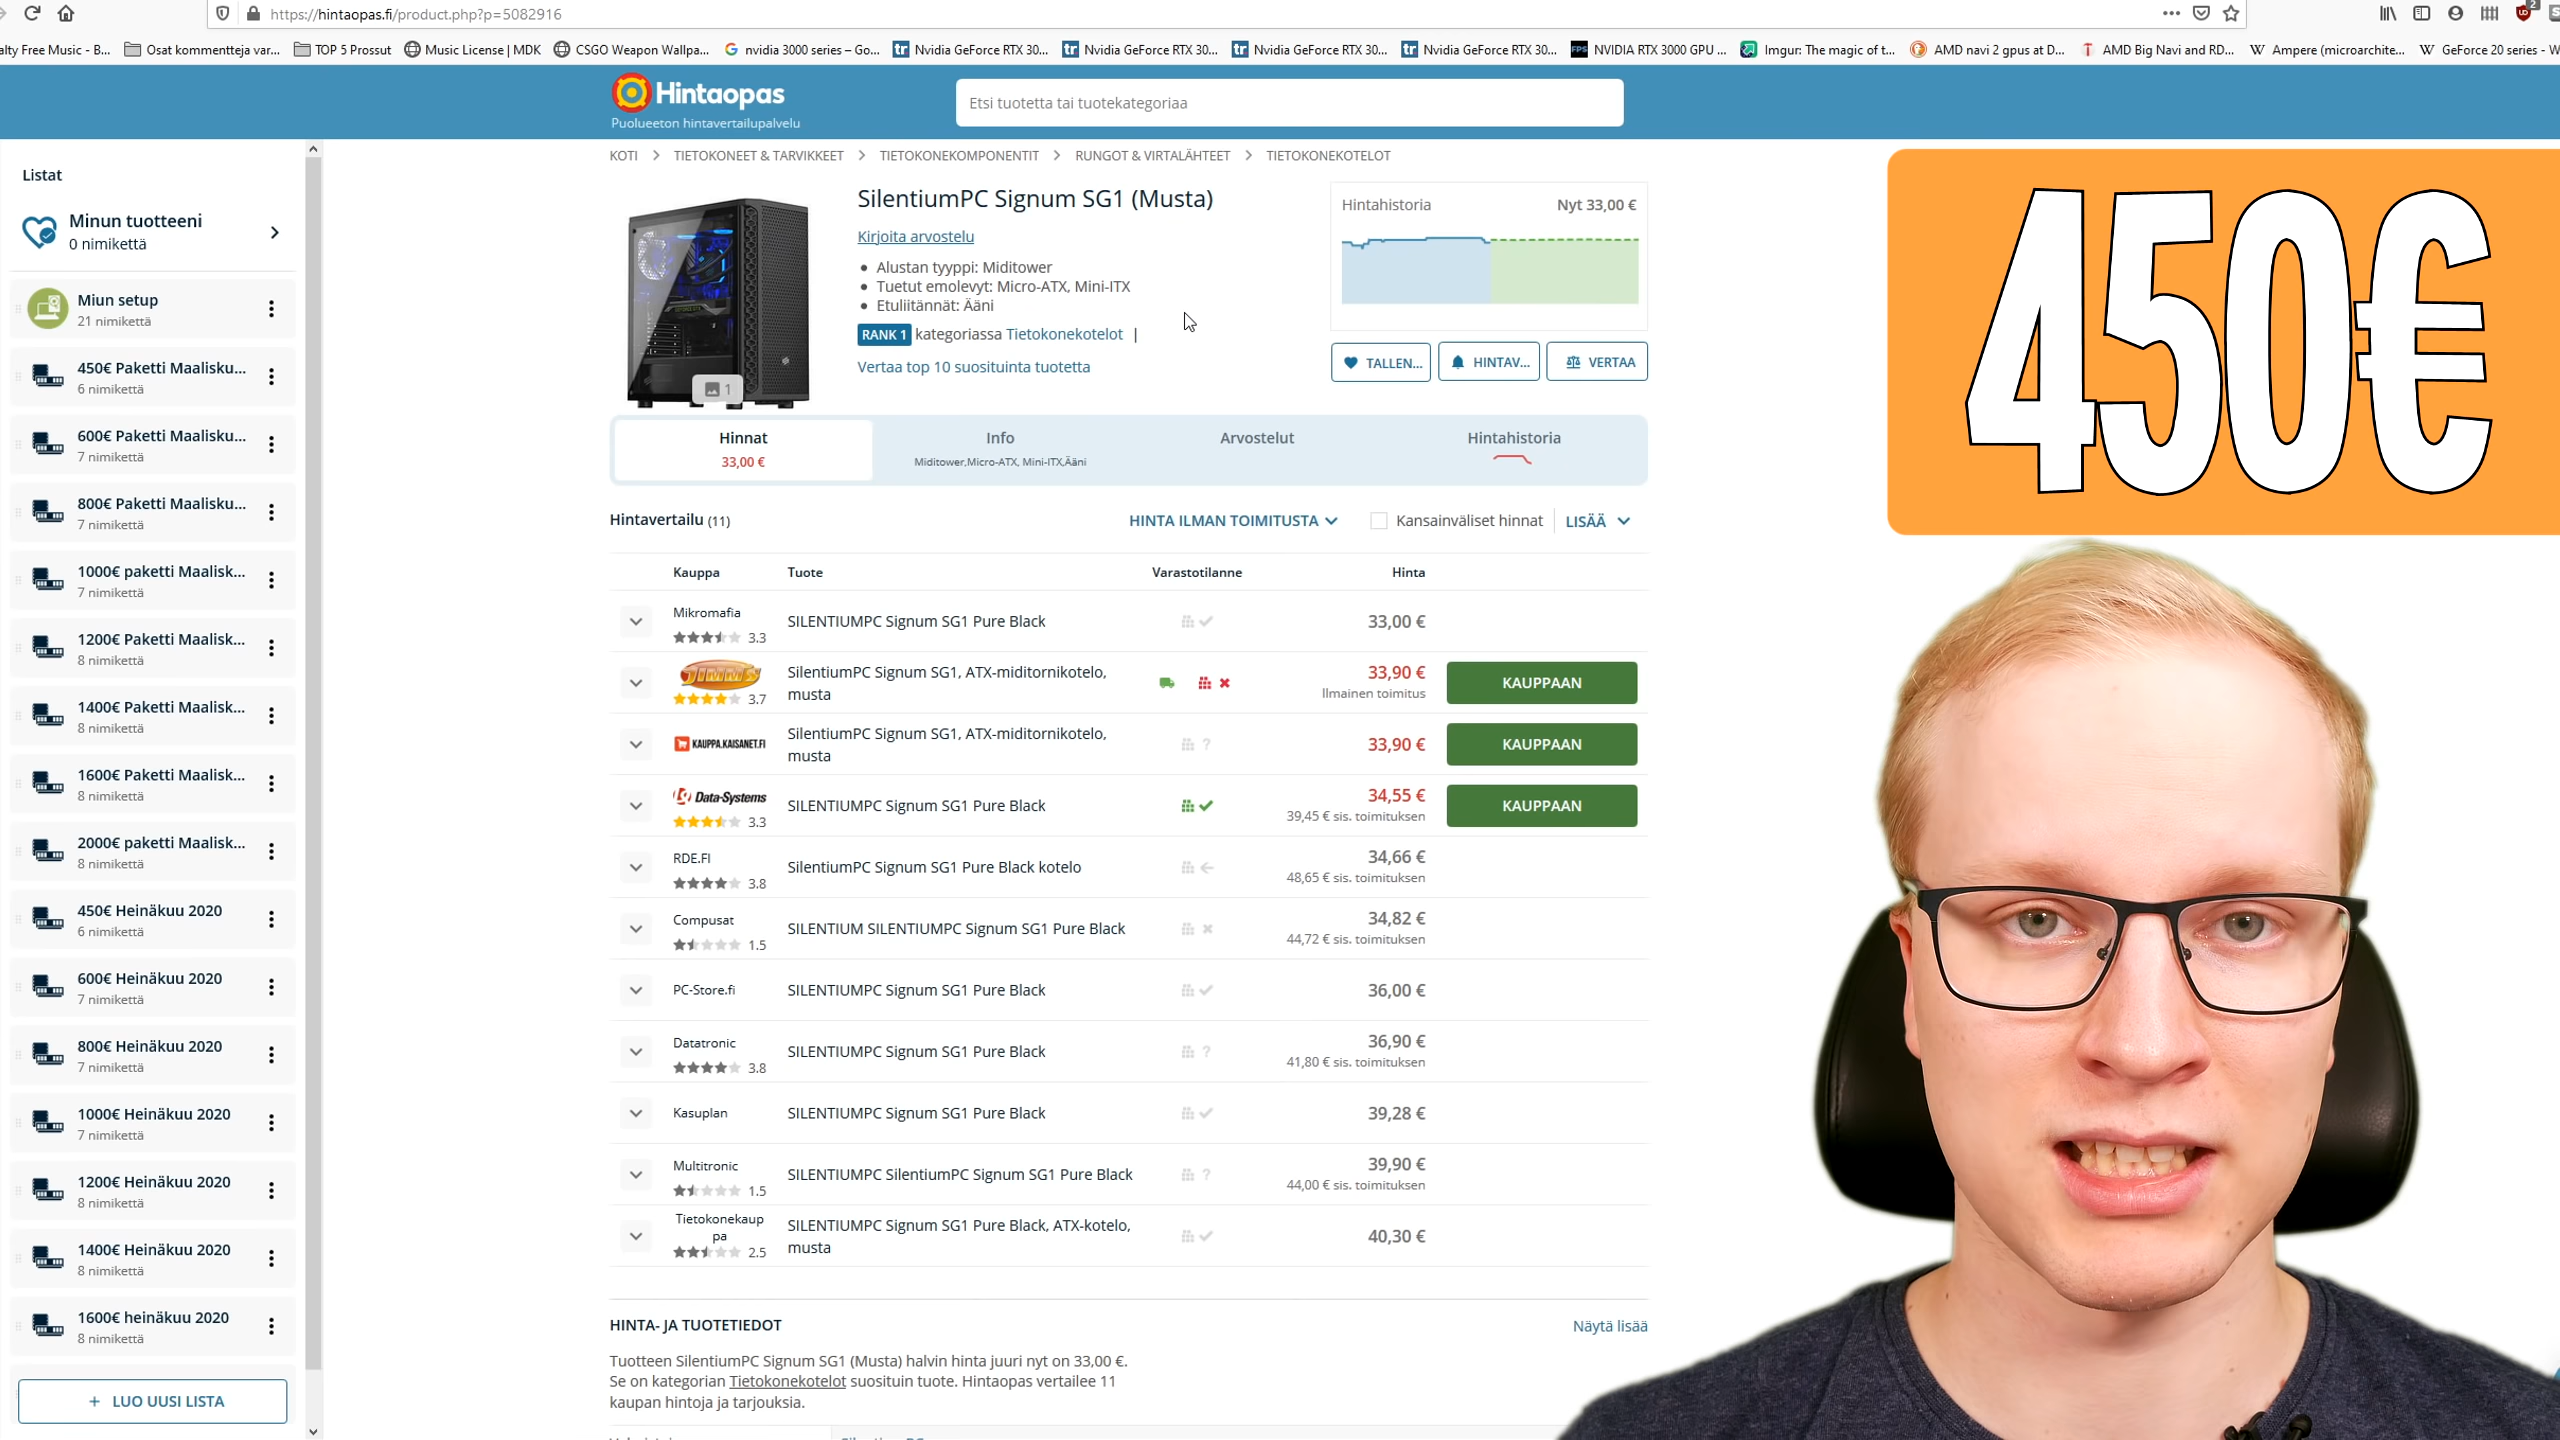 https://hintaopas.fi/product.php?p=5082916
alty Free Music - B...
Osat kommentteja var...
TOP 5 Prossut
Music License | MDK
CSGO Weapon Wallpa...
nvidia 3000 series – Go...
Nvidia GeForce RTX 30...
Nvidia GeForce RTX 30...
Nvidia GeForce RTX 30...
Nvidia GeForce RTX 30...
NVIDIA RTX 3000 GPU ...
Imgur: The magic of t...
AMD navi 2 gpus at D...
AMD Big Navi and RD...
Ampere (microarchite...
GeForce 20 series - W
Hintaopas
Puolueeton hintavertailupalvelu
Etsi tuotetta tai tuotekategoriaa
Listat
Minun tuotteeni
0 nimikettä
Miun setup
21 nimikettä
450€ Paketti Maalisku...
6 nimikettä
600€ Paketti Maalisku...
7 nimikettä
800€ Paketti Maalisku...
7 nimikettä
1000€ paketti Maalisk...
7 nimikettä
1200€ Paketti Maalisk...
8 nimikettä
1400€ Paketti Maalisk...
8 nimikettä
1600€ Paketti Maalisk...
8 nimikettä
2000€ paketti Maalisk...
8 nimikettä
450€ Heinäkuu 2020
6 nimikettä
600€ Heinäkuu 2020
7 nimikettä
800€ Heinäkuu 2020
7 nimikettä
1000€ Heinäkuu 2020
7 nimikettä
1200€ Heinäkuu 2020
8 nimikettä
1400€ Heinäkuu 2020
8 nimikettä
1600€ heinäkuu 2020
8 nimikettä
+ LUO UUSI LISTA
KOTI > TIETOKONEET & TARVIKKEET > TIETOKONEKOMPONENTIT > RUNGOT & VIRTALÄHTEET > TIETOKONEKOTELOT
1
SilentiumPC Signum SG1 (Musta)
Kirjoita arvostelu
• Alustan tyyppi: Miditower
• Tuetut emolevyt: Micro-ATX, Mini-ITX
• Etuliitännät: Ääni
RANK 1 kategoriassa Tietokonekotelot |
Vertaa top 10 suosituinta tuotetta
Hintahistoria Nyt 33,00 €
TALLEN... HINTAV... VERTAA
Hinnat
33,00 €
Info
Miditower,Micro-ATX, Mini-ITX,Ääni
Arvostelut
Hintahistoria
Hintavertailu (11)
HINTA ILMAN TOIMITUSTA
Kansainväliset hinnat
LISÄÄ
Kauppa Tuote Varastotilanne Hinta
Mikromafia
3.3
SILENTIUMPC Signum SG1 Pure Black
33,00 €
JIMM'S
3.7
SilentiumPC Signum SG1, ATX-miditornikotelo,
musta
33,90 €
Ilmainen toimitus
KAUPPAAN
KAUPPA.KAISANET.FI
SilentiumPC Signum SG1, ATX-miditornikotelo,
musta
33,90 €
KAUPPAAN
Data-Systems
3.3
SILENTIUMPC Signum SG1 Pure Black
34,55 €
39,45 € sis. toimituksen
KAUPPAAN
RDE.FI
3.8
SilentiumPC Signum SG1 Pure Black kotelo
34,66 €
48,65 € sis. toimituksen
Compusat
1.5
SILENTIUM SILENTIUMPC Signum SG1 Pure Black
34,82 €
44,72 € sis. toimituksen
PC-Store.fi
SILENTIUMPC Signum SG1 Pure Black
36,00 €
Datatronic
3.8
SILENTIUMPC Signum SG1 Pure Black
36,90 €
41,80 € sis. toimituksen
Kasuplan
SILENTIUMPC Signum SG1 Pure Black
39,28 €
Multitronic
1.5
SILENTIUMPC SilentiumPC Signum SG1 Pure Black
39,90 €
44,00 € sis. toimituksen
Tietokonekaup
pa
2.5
SILENTIUMPC Signum SG1 Pure Black, ATX-kotelo,
musta
40,30 €
HINTA- JA TUOTETIEDOT
Näytä lisää
Tuotteen SilentiumPC Signum SG1 (Musta) halvin hinta juuri nyt on 33,00 €.
Se on kategorian Tietokonekotelot suosituin tuote. Hintaopas vertailee 11
kaupan hintoja ja tarjouksia.
450€